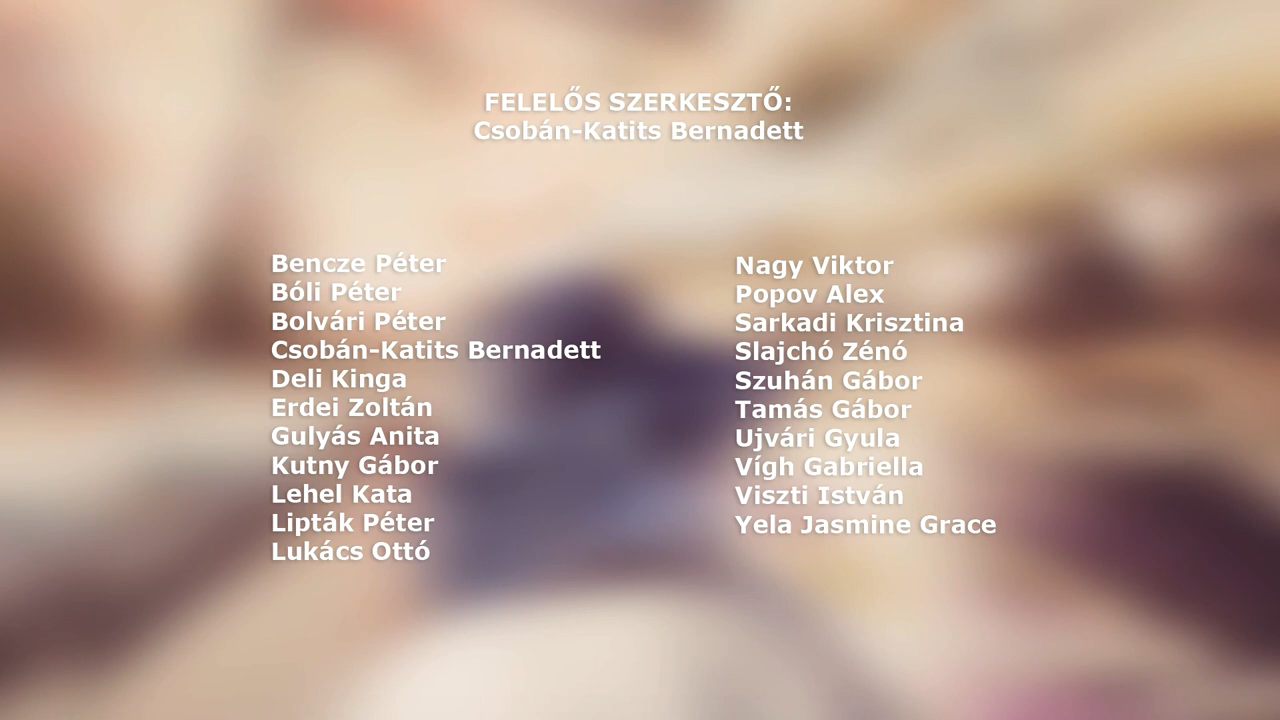 FELELŐS SZERKESZTŐ:
Csobán-Katits Bernadett
Bencze Péter
Bóli Péter
Bolvári Péter
Csobán-Katits Bernadett
Deli Kinga
Erdei Zoltán
Gulyás Anita
Kutny Gábor
Lehel Kata
Lipták Péter
Lukács Ottó
Nagy Viktor
Popov Alex
Sarkadi Krisztina
Slajchó Zénó
Szuhán Gábor
Tamás Gábor
Ujvári Gyula
Vígh Gabriella
Viszti István
Yela Jasmine Grace